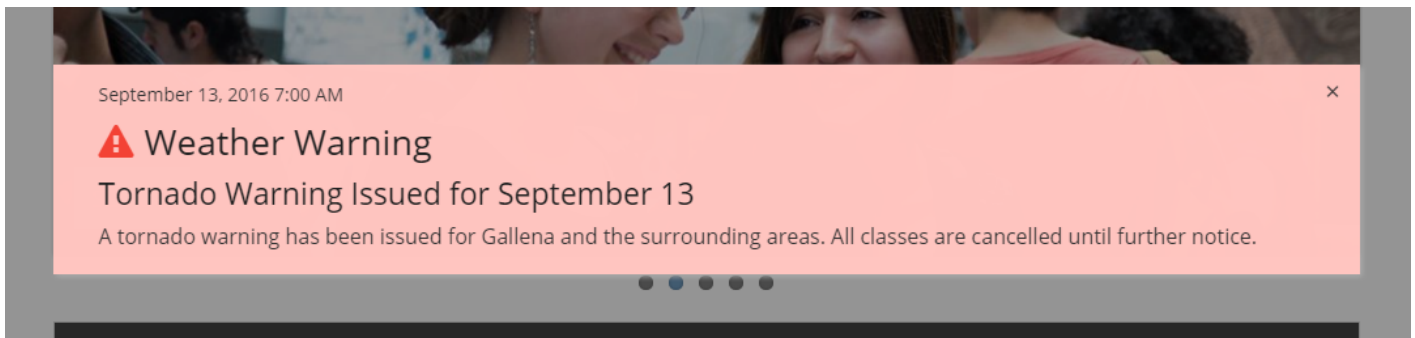 September 13, 2016 7:00 AM
×
Weather Warning
Tornado Warning Issued for September 13
A tornado warning has been issued for Gallena and the surrounding areas. All classes are cancelled until further notice.